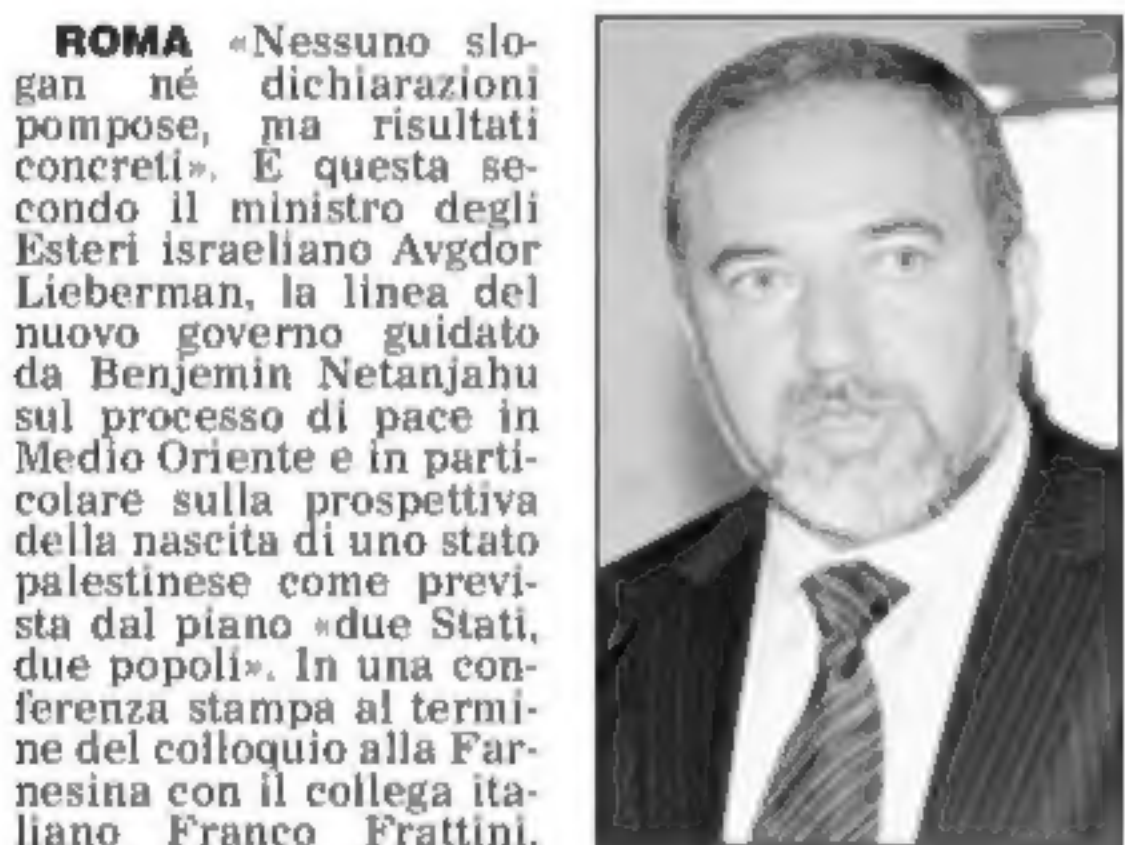 ROMA «Nessuno slo-
gan né dichiarazioni
pompose, ma risultati
concreti». È questa se-
condo il ministro degli
Esteri israeliano Avgdor
Lieberman, la linea del
nuovo governo guidato
da Benjemin Netanjahu
sul processo di pace in
Medio Oriente e in parti-
colare sulla prospettiva
della nascita di uno stato
palestinese come previ-
sta dal piano «due Stati,
due popoli». In una con-
ferenza stampa al termi-
ne del colloquio alla Far-
nesina con il collega ita-
liano Franco Frattini,